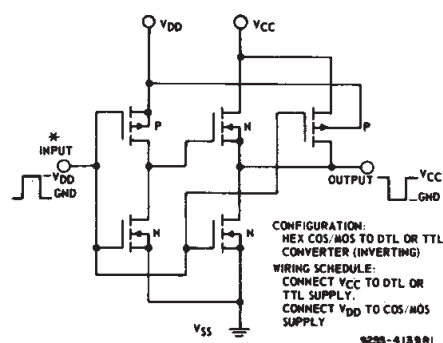 VDD
VCC
P
N
P
*
INPUT
VDD
GND
OUTPUT
VCC
GND
N
N
CONFIGURATION:
HEX COS/MOS TO DTL OR TTL
CONVERTER (INVERTING)
WIRING SCHEDULE:
CONNECT VCC TO DTL OR
TTL SUPPLY.
CONNECT VDD TO COS/MOS
SUPPLY
VSS